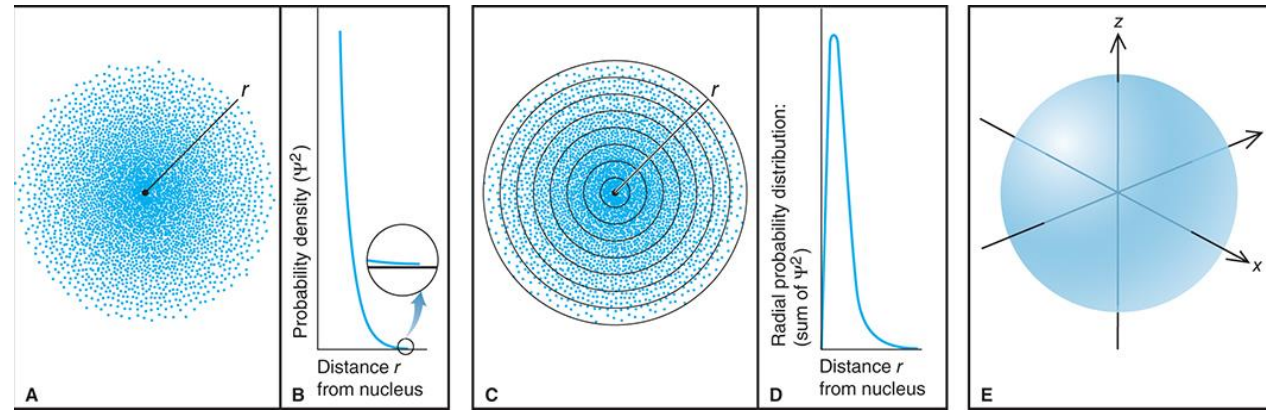 r
Probability density (Ψ²)
Distance r
from nucleus
A
B
r
Radial probability distribution:
(sum of Ψ²)
Distance r
from nucleus
C
D
z
x
E